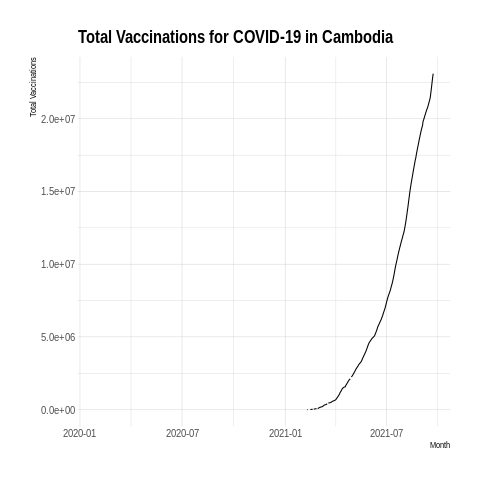 Total Vaccinations for COVID-19 in Cambodia
Total Vaccinations
2.0e+07
1.5e+07
1.0e+07
5.0e+06
0.0e+00
2020-01 2020-07 2021-01 2021-07
Month